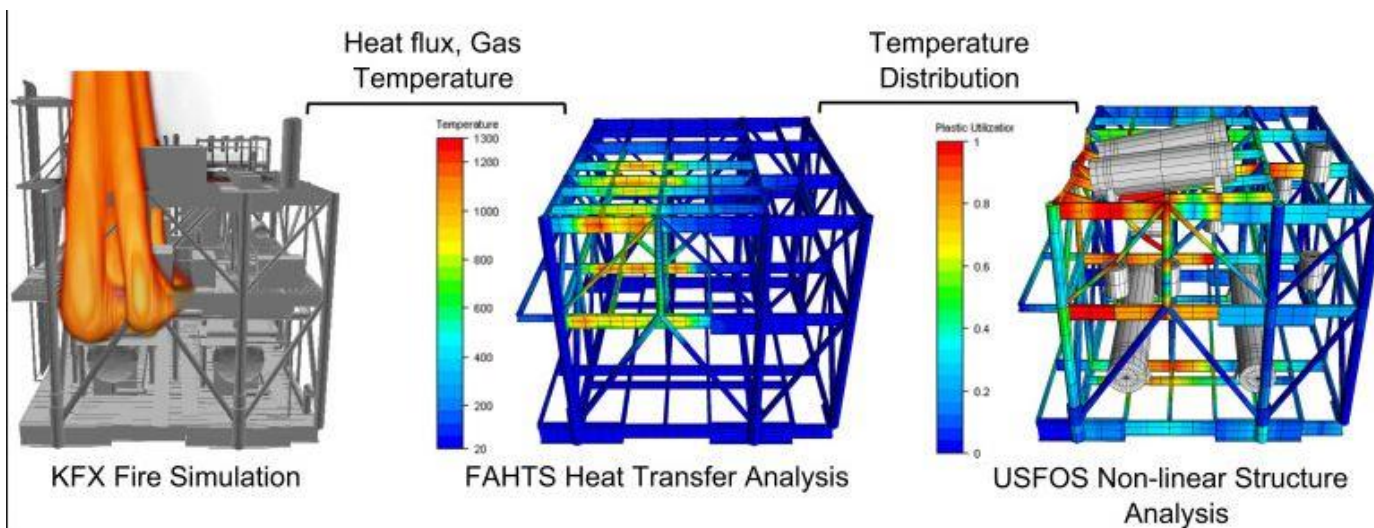 Heat flux, Gas
Temperature
Temperature
Distribution
Temperature
1300
1200
1000
800
600
400
200
20
Plastic Utilization
1
0.8
0.6
0.4
0.2
0
KFX Fire Simulation
FAHTS Heat Transfer Analysis
USFOS Non-linear Structure
Analysis